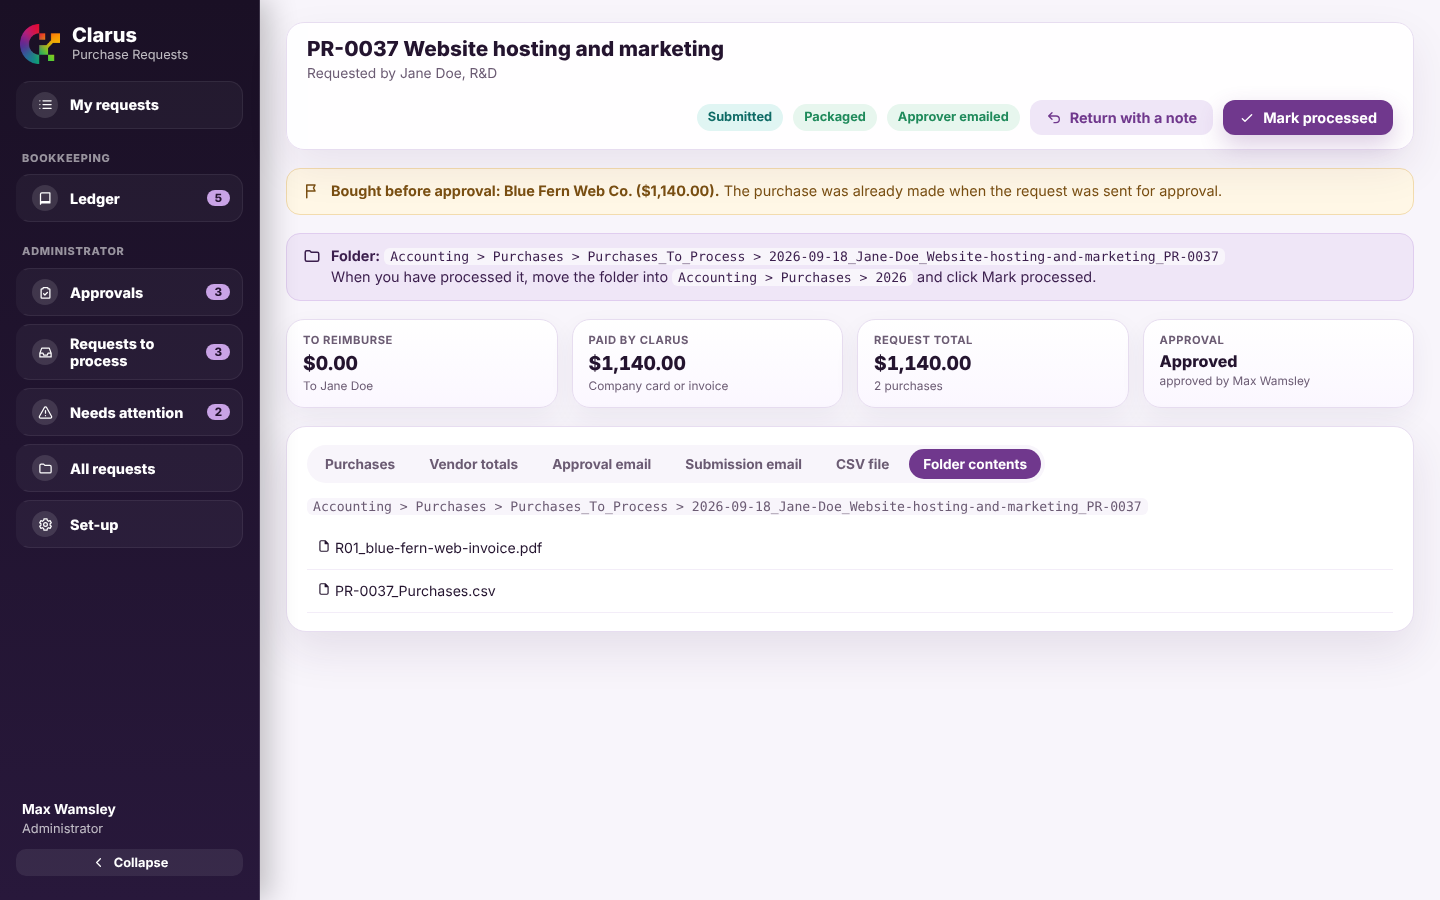 Clarus
Purchase Requests
My requests
BOOKKEEPING
Ledger 5
ADMINISTRATOR
Approvals 3
Requests to process 3
Needs attention 2
All requests
Set-up
Max Wamsley
Administrator
Collapse
PR-0037 Website hosting and marketing
Requested by Jane Doe, R&D
Submitted Packaged Approver emailed Return with a note Mark processed
Bought before approval: Blue Fern Web Co. ($1,140.00). The purchase was already made when the request was sent for approval.
Folder: Accounting > Purchases > Purchases_To_Process > 2026-09-18_Jane-Doe_Website-hosting-and-marketing_PR-0037
When you have processed it, move the folder into Accounting > Purchases > 2026 and click Mark processed.
TO REIMBURSE
$0.00
To Jane Doe
PAID BY CLARUS
$1,140.00
Company card or invoice
REQUEST TOTAL
$1,140.00
2 purchases
APPROVAL
Approved
approved by Max Wamsley
Purchases Vendor totals Approval email Submission email CSV file Folder contents
Accounting > Purchases > Purchases_To_Process > 2026-09-18_Jane-Doe_Website-hosting-and-marketing_PR-0037
R01_blue-fern-web-invoice.pdf
PR-0037_Purchases.csv